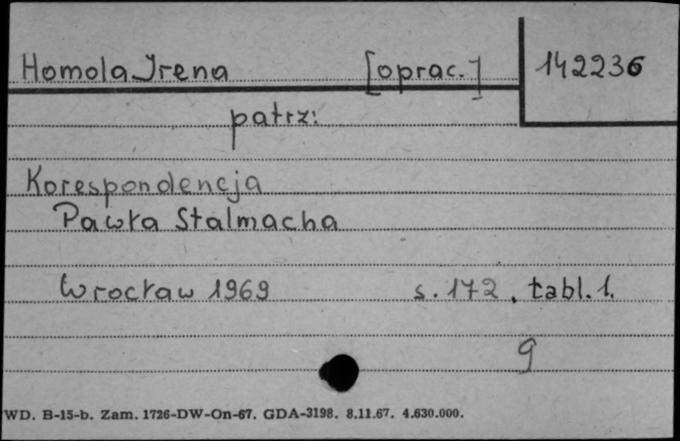 Homola Irena [oprac.] 142236
patrz:
Korespondencja
Pawła Stalmacha
Wrocław 1969 s. 172, tabl. 1.
9
WD. B-15-b. Zam. 1726-DW-On-67. GDA-3198. 8.11.67. 4.630.000.